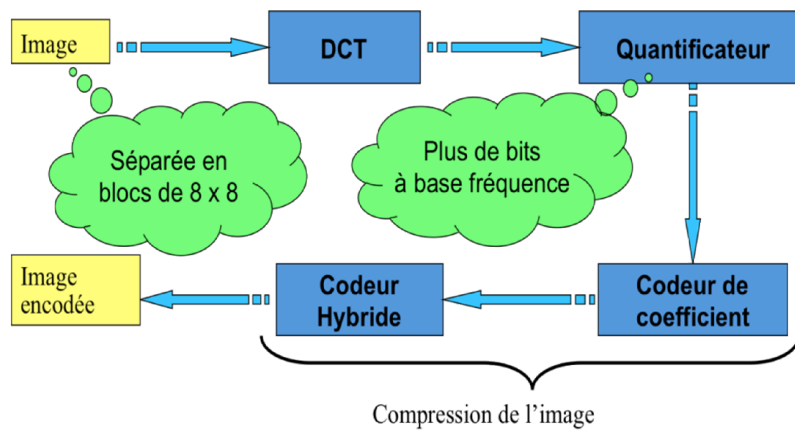 Image
DCT
Quantificateur
Séparée en
blocs de 8 x 8
Plus de bits
à base fréquence
Image
encodée
Codeur
Hybride
Codeur de
coefficient
Compression de l'image